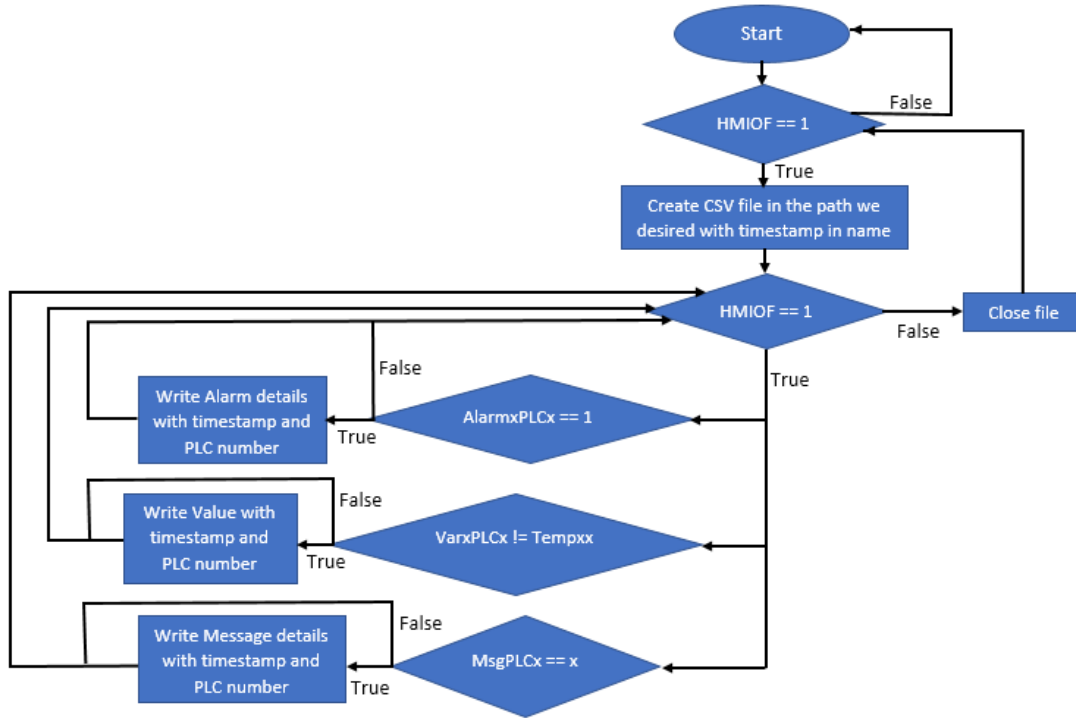 Start
False
HMIOF == 1
True
Create CSV file in the path we
desired with timestamp in name
HMIOF == 1
False
Close file
True
False
Write Alarm details
with timestamp and
PLC number
True
AlarmxPLCx == 1
False
Write Value with
timestamp and
PLC number
True
VarxPLCx != Tempxx
False
Write Message details
with timestamp and
PLC number
True
MsgPLCx == x